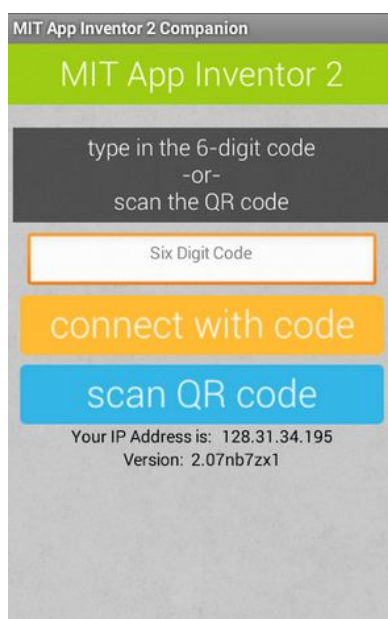 MIT App Inventor 2 Companion
MIT App Inventor 2
type in the 6-digit code
-or-
scan the QR code
Six Digit Code
connect with code
scan QR code
Your IP Address is: 128.31.34.195
Version: 2.07nb7zx1